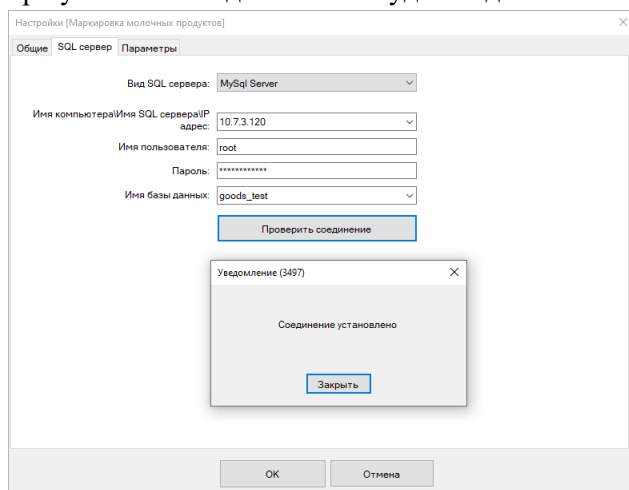 Настройки [Маркировка молочных продуктов]
Общие SQL сервер Параметры
Вид SQL сервера: MySql Server
Имя компьютера\Имя SQL сервера\IP
адрес: 10.7.3.120
Имя пользователя: root
Пароль: ************
Имя базы данных: goods_test
Проверить соединение
Уведомление (3497)
Соединение установлено
Закрыть
OK Отмена